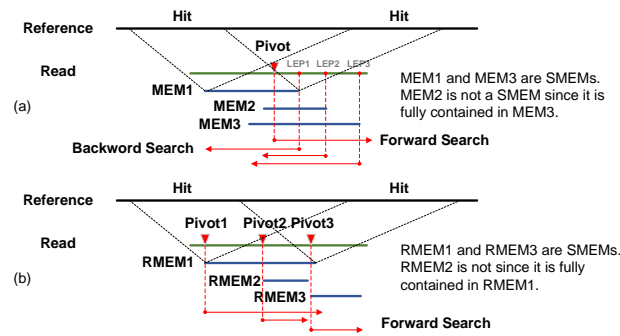 Hit Hit
Reference
Pivot
Read LEP1 LEP2 LEP3
MEM1
MEM2
MEM3
MEM1 and MEM3 are SMEMs.
MEM2 is not a SMEM since it is
fully contained in MEM3.
(a)
Forward Search
Backword Search
Hit Hit
Reference
Pivot1 Pivot2 Pivot3
Read
RMEM1
RMEM2
RMEM3
RMEM1 and RMEM3 are SMEMs.
RMEM2 is not since it is fully
contained in RMEM1.
(b)
Forward Search